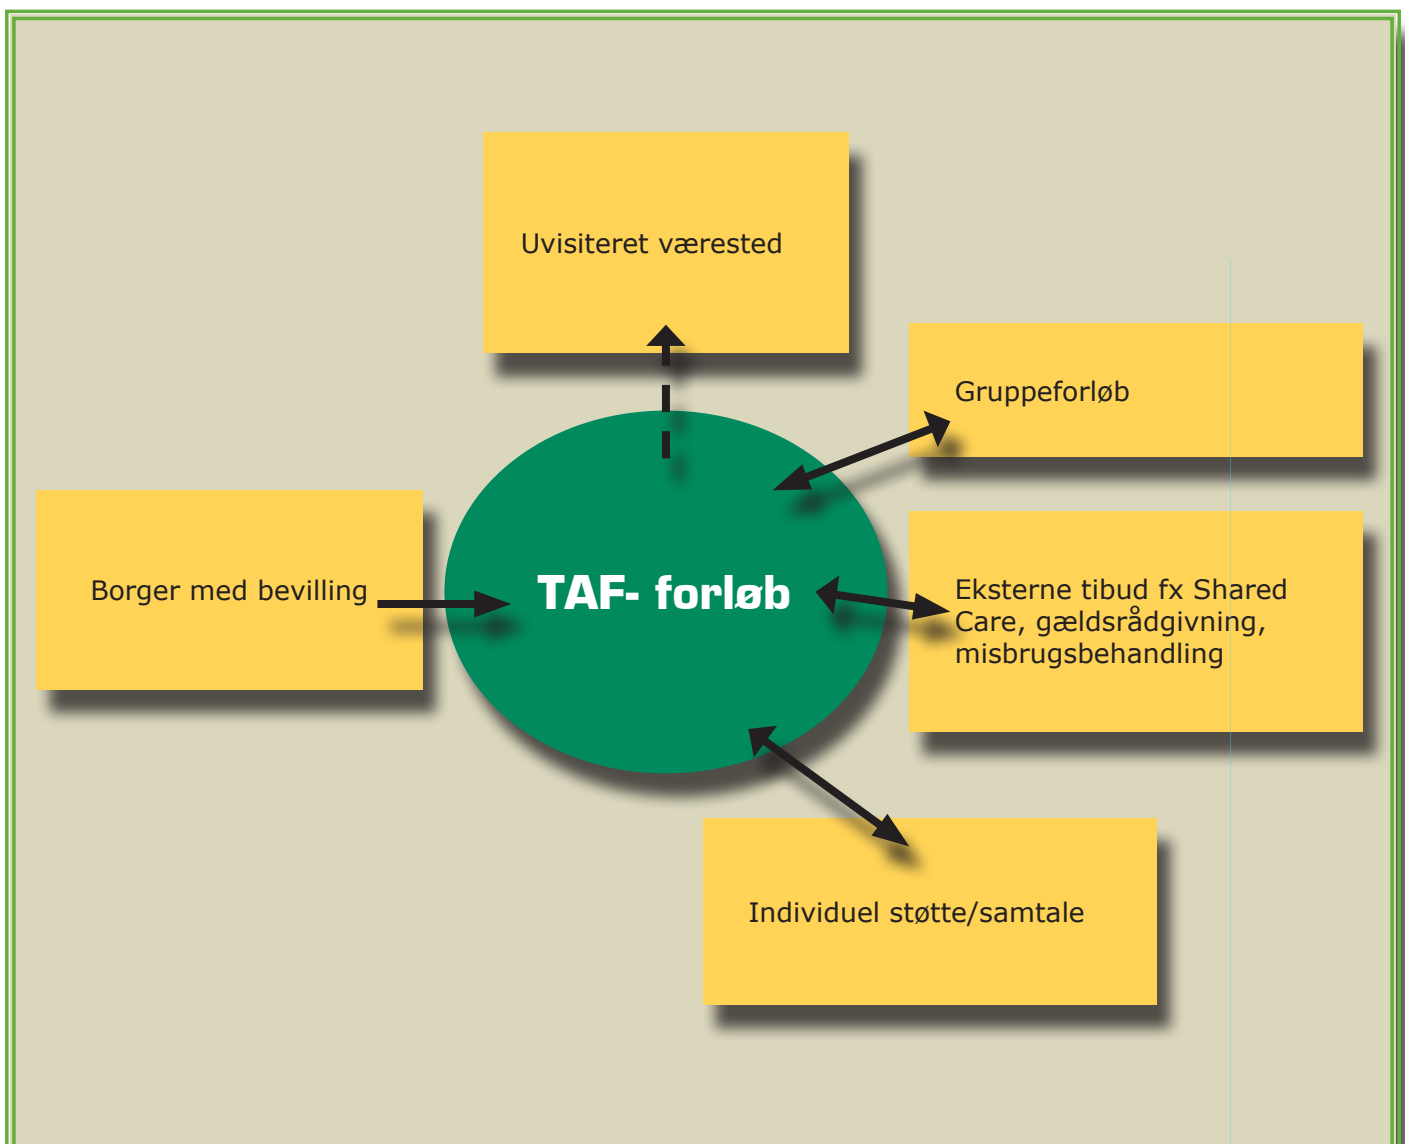 Uvisiteret værested
Gruppeforløb
Borger med bevilling
TAF- forløb
Eksterne tibud fx Shared
Care, gældsrådgivning,
misbrugsbehandling
Individuel støtte/samtale